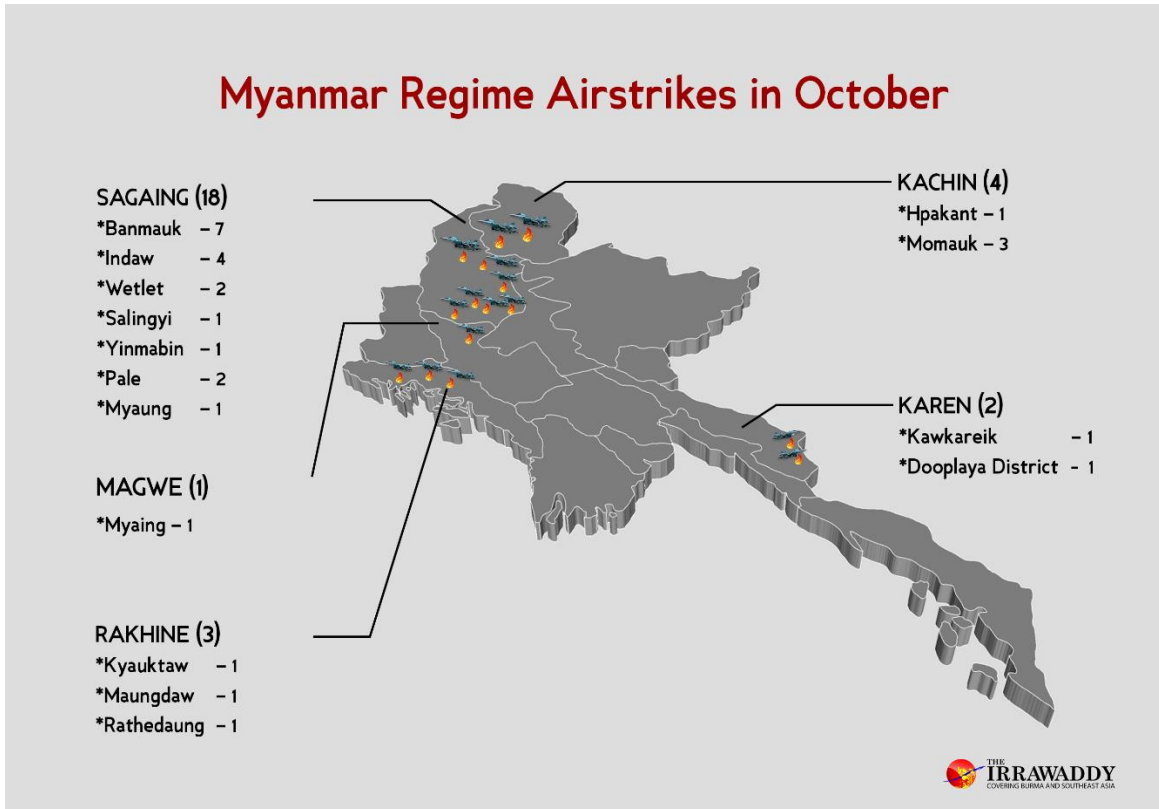 Myanmar Regime Airstrikes in October
SAGAING (18)
*Banmauk – 7
*Indaw – 4
*Wetlet – 2
*Salingyi – 1
*Yinmabin – 1
*Pale – 2
*Myaung – 1
MAGWE (1)
*Myaing – 1
RAKHINE (3)
*Kyauktaw – 1
*Maungdaw – 1
*Rathedaung – 1
KACHIN (4)
*Hpakant – 1
*Momauk – 3
KAREN (2)
*Kawkareik – 1
*Dooplaya District - 1
THE
IRRAWADDY
COVERING BURMA AND SOUTHEAST ASIA